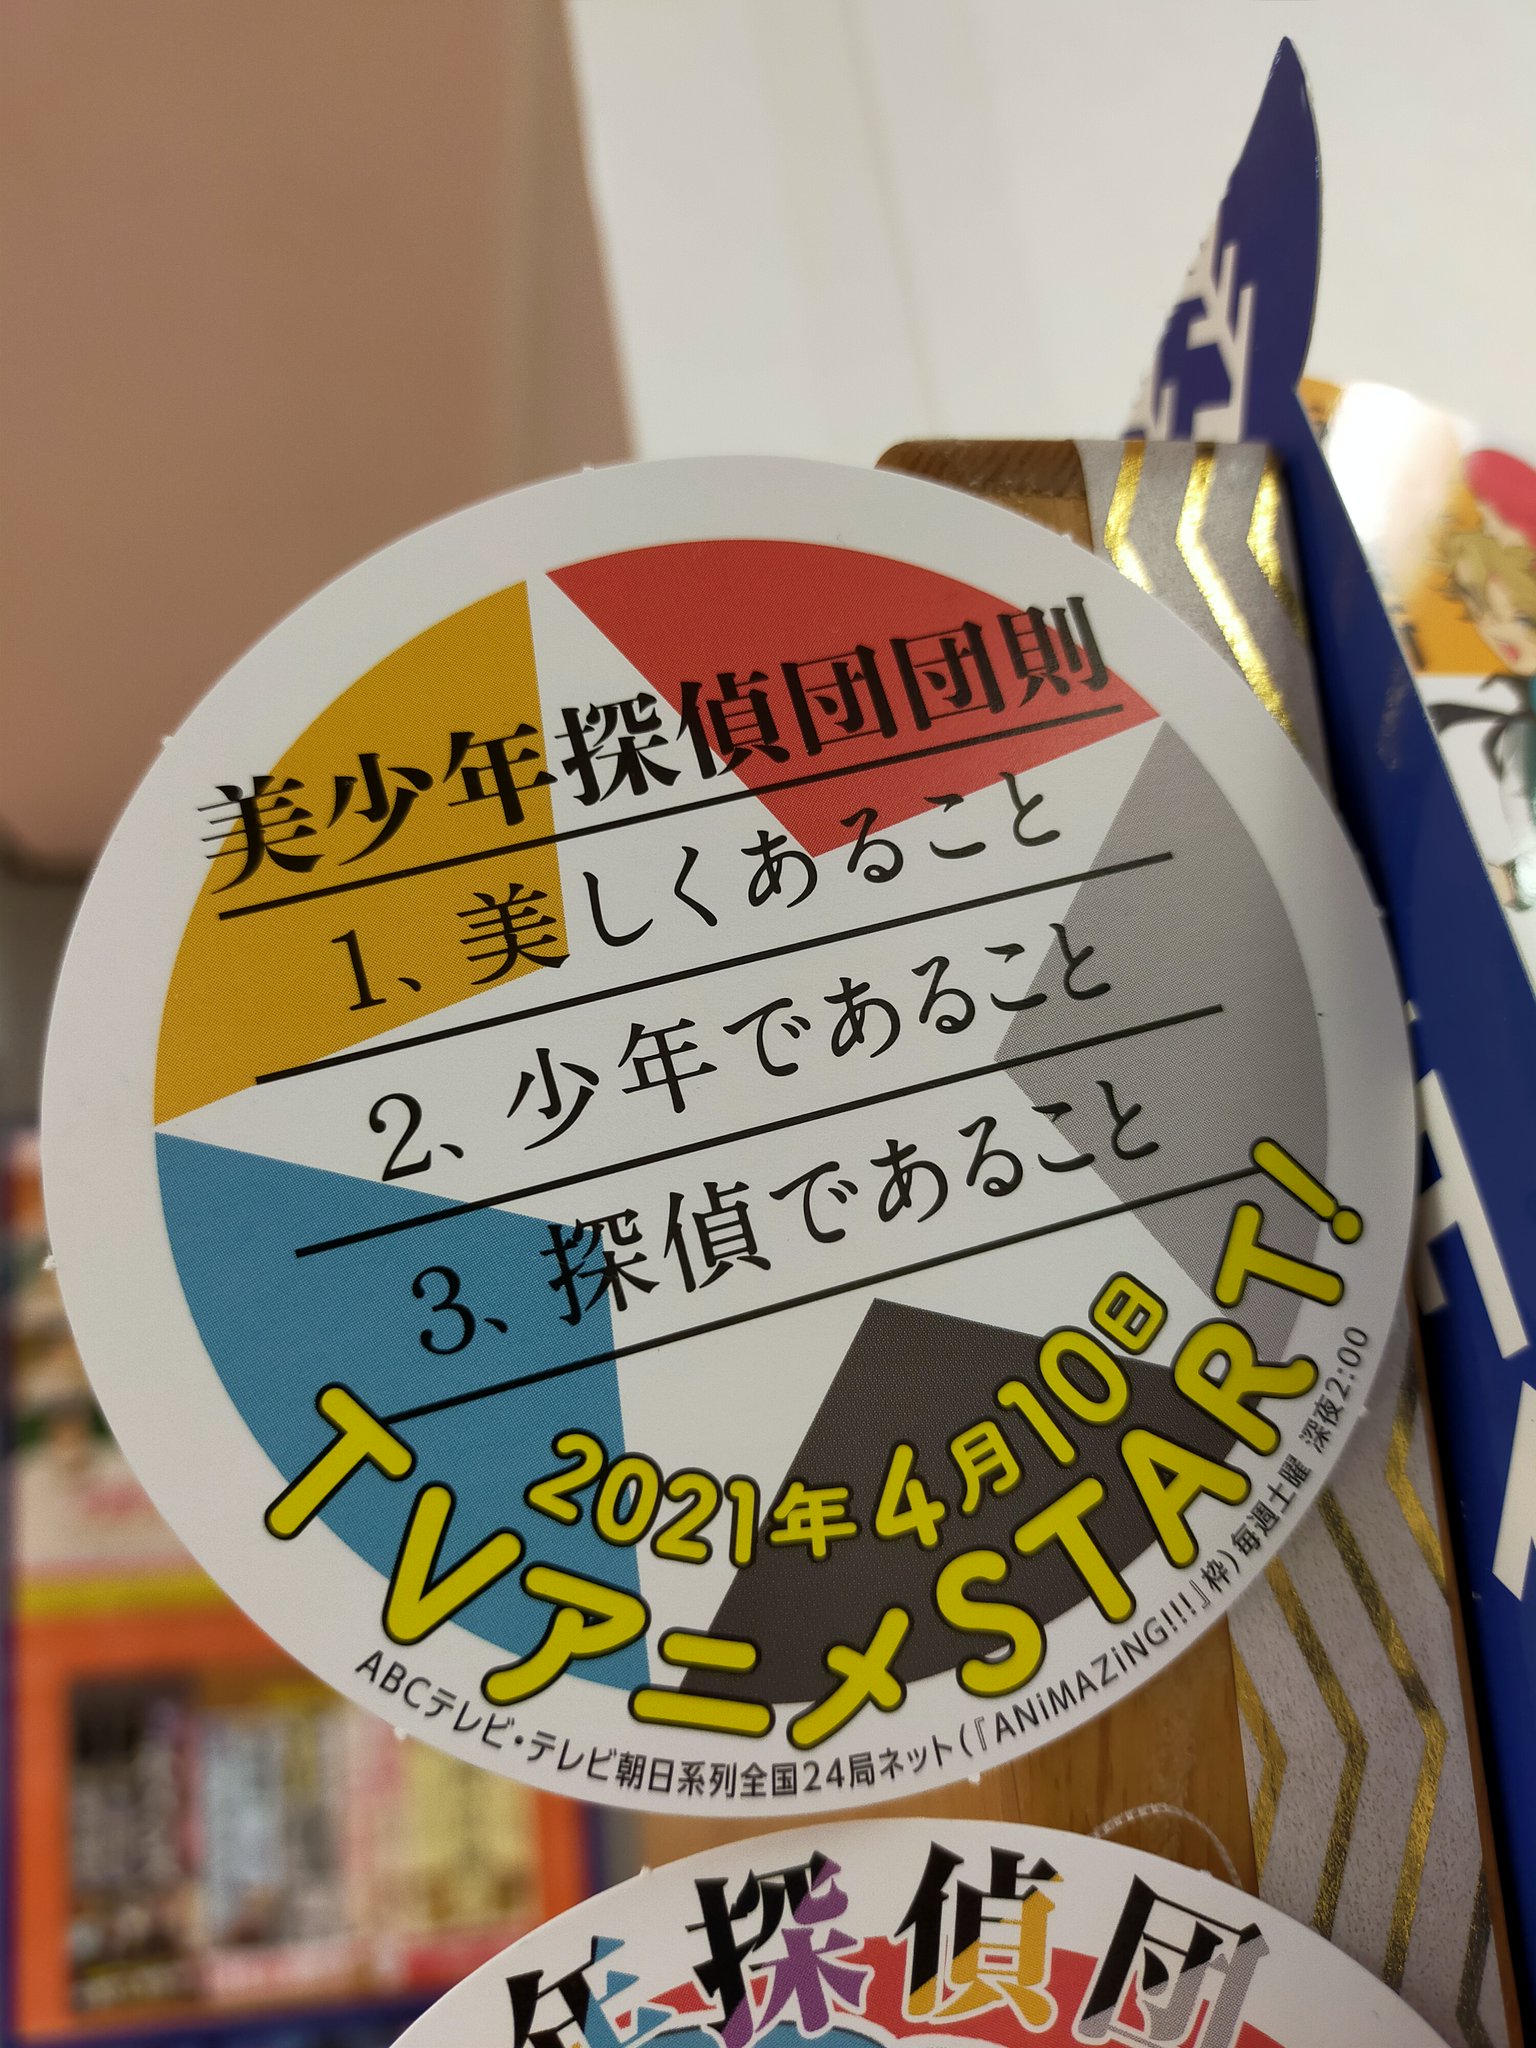 美少年探偵団団則
1、美しくあること
2、少年であること
3、探偵であること
2021年4月10日
TVアニメSTART!
ABCテレビ・テレビ朝日系列全国24局ネット(『ANiMAZiNG!!!』枠)毎週土曜 深夜2:00
年探偵団